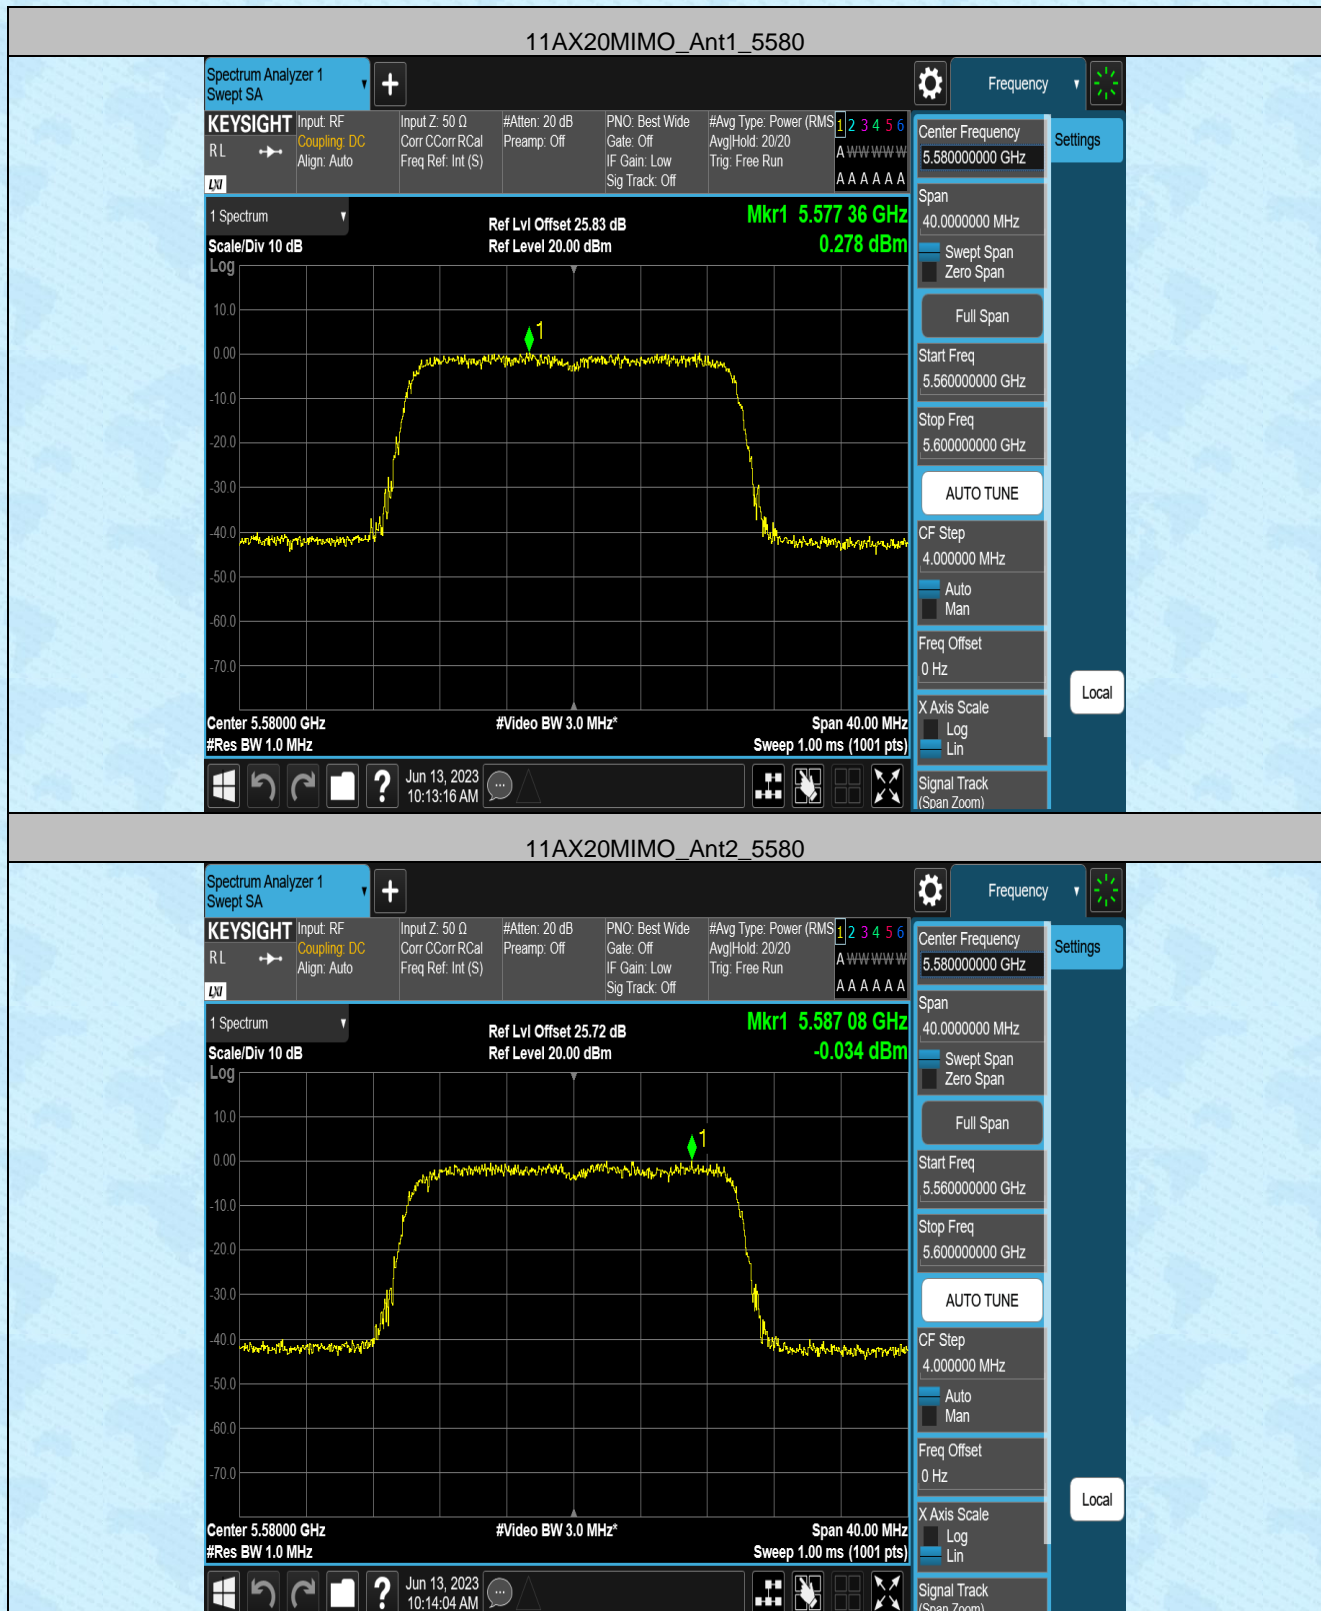 11AX20MIMO_Ant1_5580
Spectrum Analyzer 1
Swept SA
Frequency
KEYSIGHT
R L
LXI
Input: RF
Coupling: DC
Align: Auto
Input Z: 50 Ω
Corr CCorr RCal
Freq Ref: Int (S)
#Atten: 20 dB
Preamp: Off
PNO: Best Wide
Gate: Off
IF Gain: Low
Sig Track: Off
#Avg Type: Power (RMS
Avg|Hold: 20/20
Trig: Free Run
1 2 3 4 5 6
A W W W W W
A A A A A A
Center Frequency
5.580000000 GHz
Settings
1 Spectrum
Scale/Div 10 dB
Log
Ref Lvl Offset 25.83 dB
Ref Level 20.00 dBm
Mkr1 5.577 36 GHz
0.278 dBm
Span
40.0000000 MHz
Swept Span
Zero Span
Full Span
Start Freq
5.560000000 GHz
Stop Freq
5.600000000 GHz
AUTO TUNE
CF Step
4.000000 MHz
Auto
Man
Freq Offset
0 Hz
X Axis Scale
Log
Lin
Signal Track
(Span Zoom)
Local
1
10.0
0.00
-10.0
-20.0
-30.0
-40.0
-50.0
-60.0
-70.0
Center 5.58000 GHz
#Res BW 1.0 MHz
#Video BW 3.0 MHz*
Span 40.00 MHz
Sweep 1.00 ms (1001 pts)
?
Jun 13, 2023
10:13:16 AM
11AX20MIMO_Ant2_5580
Spectrum Analyzer 1
Swept SA
Frequency
KEYSIGHT
R L
LXI
Input: RF
Coupling: DC
Align: Auto
Input Z: 50 Ω
Corr CCorr RCal
Freq Ref: Int (S)
#Atten: 20 dB
Preamp: Off
PNO: Best Wide
Gate: Off
IF Gain: Low
Sig Track: Off
#Avg Type: Power (RMS
Avg|Hold: 20/20
Trig: Free Run
1 2 3 4 5 6
A W W W W W
A A A A A A
Center Frequency
5.580000000 GHz
Settings
1 Spectrum
Scale/Div 10 dB
Log
Ref Lvl Offset 25.72 dB
Ref Level 20.00 dBm
Mkr1 5.587 08 GHz
-0.034 dBm
Span
40.0000000 MHz
Swept Span
Zero Span
Full Span
Start Freq
5.560000000 GHz
Stop Freq
5.600000000 GHz
AUTO TUNE
CF Step
4.000000 MHz
Auto
Man
Freq Offset
0 Hz
X Axis Scale
Log
Lin
Signal Track
(Span Zoom)
Local
1
10.0
0.00
-10.0
-20.0
-30.0
-40.0
-50.0
-60.0
-70.0
Center 5.58000 GHz
#Res BW 1.0 MHz
#Video BW 3.0 MHz*
Span 40.00 MHz
Sweep 1.00 ms (1001 pts)
?
Jun 13, 2023
10:14:04 AM